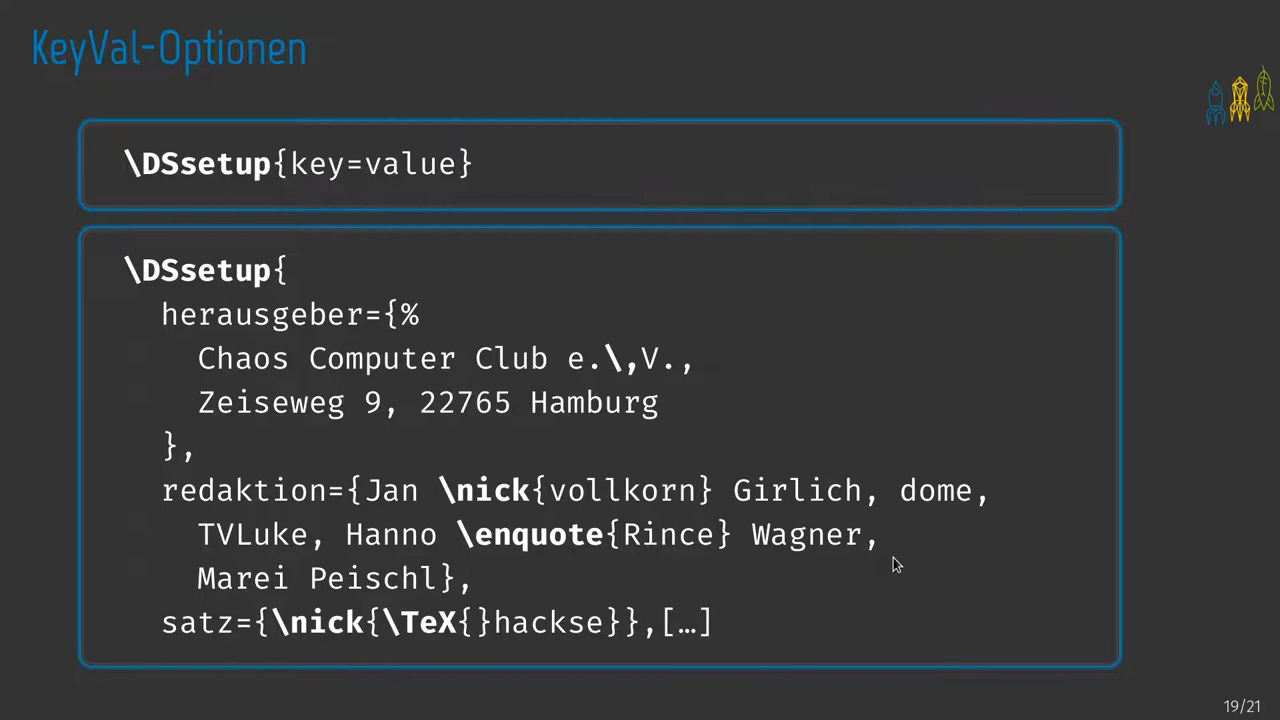 KeyVal-Optionen
\DSsetup{key=value}
\DSsetup{
herausgeber={%
Chaos Computer Club e.\,V.,
Zeiseweg 9, 22765 Hamburg
},
redaktion={Jan \nick{vollkorn} Girlich, dome,
TVLuke, Hanno \enquote{Rince} Wagner,
Marei Peischl},
satz={\nick{\TeX{}hackse}},[…]
19/21